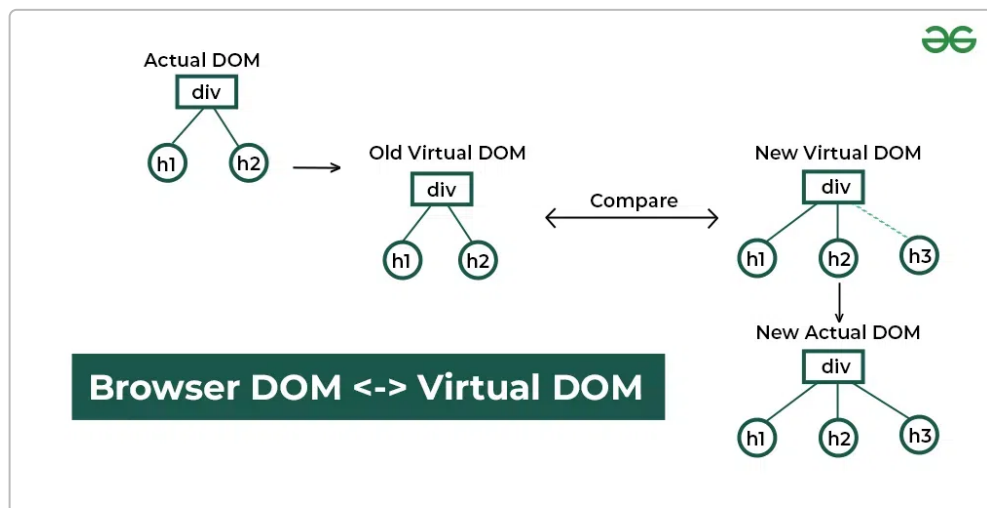 Actual DOM
div
h1
h2
Old Virtual DOM
div
h1
h2
Compare
New Virtual DOM
div
h1
h2
h3
New Actual DOM
div
h1
h2
h3
Browser DOM <-> Virtual DOM